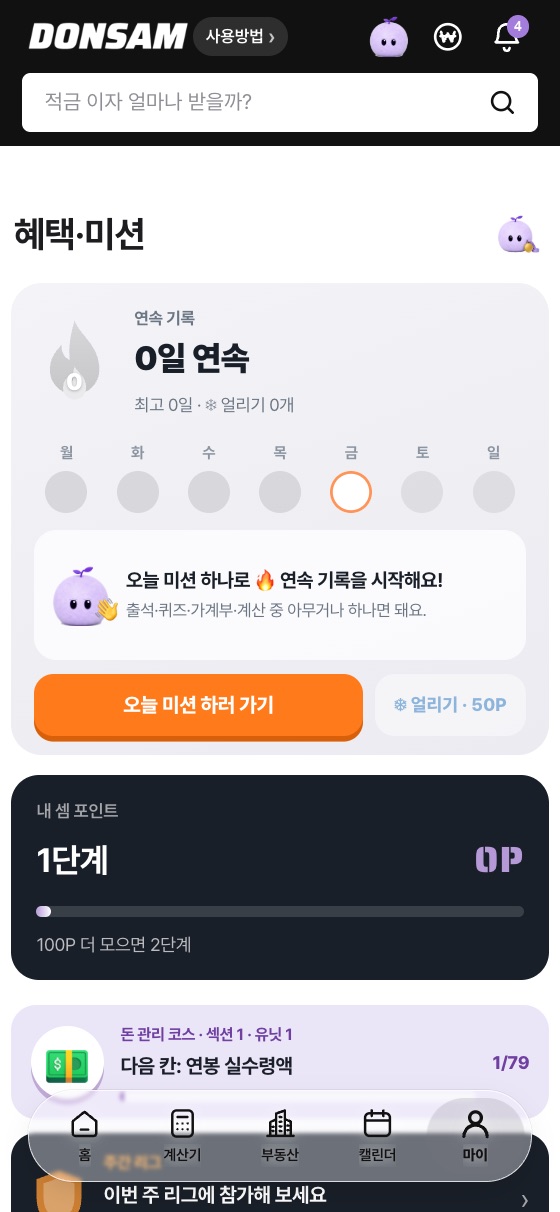 DONSAM 사용방법 ›
4
적금 이자 얼마나 받을까?
혜택·미션
연속 기록
0
0일 연속
최고 0일 · ❄ 얼리기 0개
월 화 수 목 금 토 일
오늘 미션 하나로 🔥 연속 기록을 시작해요!
출석·퀴즈·가계부·계산 중 아무거나 하나면 돼요.
오늘 미션 하러 가기
❄ 얼리기 · 50P
내 셈 포인트
1단계
0P
100P 더 모으면 2단계
돈 관리 코스 · 섹션 1 · 유닛 1
다음 칸: 연봉 실수령액
1/79
홈 계산기 부동산 캘린더 마이
주간 리그
이번 주 리그에 참가해 보세요 ›